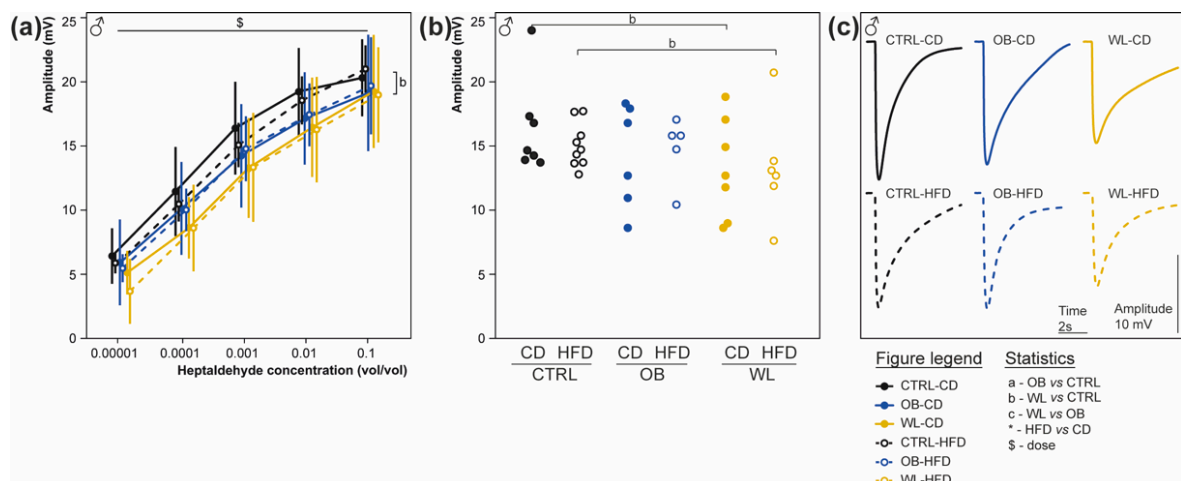 (a)
♂
$
Amplitude (mV)
25
20
15
10
5
0
b
0.00001 0.0001 0.001 0.01 0.1
Heptaldehyde concentration (vol/vol)
(b)
♂
b
b
Amplitude (mV)
25
20
15
10
5
0
CD HFD CD HFD CD HFD
CTRL OB WL
(c)
♂
CTRL-CD OB-CD WL-CD
CTRL-HFD OB-HFD WL-HFD
Time
2s
Amplitude
10 mV
Figure legend
CTRL-CD
OB-CD
WL-CD
CTRL-HFD
OB-HFD
WL-HFD
Statistics
a - OB vs CTRL
b - WL vs CTRL
c - WL vs OB
* - HFD vs CD
$ - dose